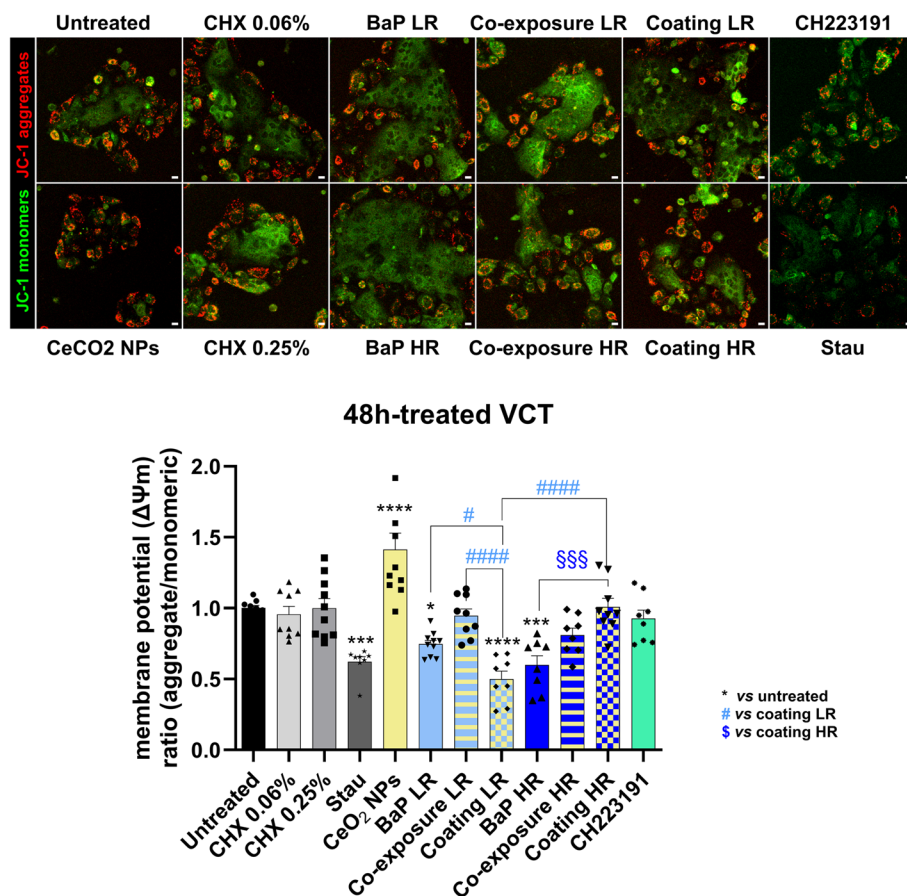 Untreated CHX 0.06% BaP LR Co-exposure LR Coating LR CH223191
JC-1 aggregates
JC-1 monomers
CeCO2 NPs CHX 0.25% BaP HR Co-exposure HR Coating HR Stau
48h-treated VCT
membrane potential (ΔΨm)
ratio (aggregate/monomeric)
2.0
1.5
1.0
0.5
0.0
****
####
#
§§§
####
*
***
****
***
* vs untreated
# vs coating LR
$ vs coating HR
Untreated
CHX 0.06%
CHX 0.25%
Stau
CeO₂ NPs
BaP LR
Co-exposure LR
Coating LR
BaP HR
Co-exposure HR
Coating HR
CH223191